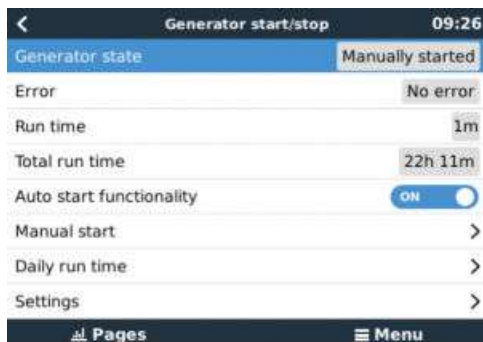 Generator start/stop 09:26
Generator state Manually started
Error No error
Run time 1m
Total run time 22h 11m
Auto start functionality ON
Manual start
Daily run time
Settings
Pages Menu